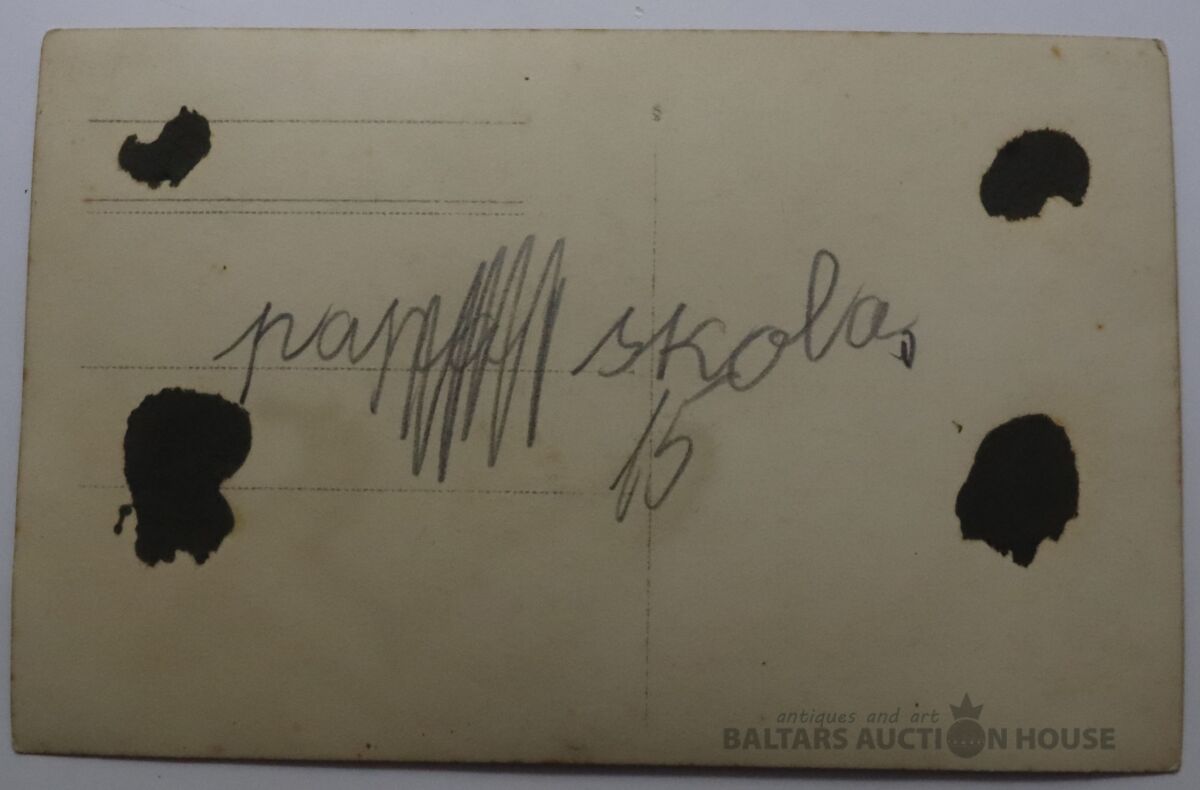 skola,
15
antiques and art
BALTARS AUCTION HOUSE